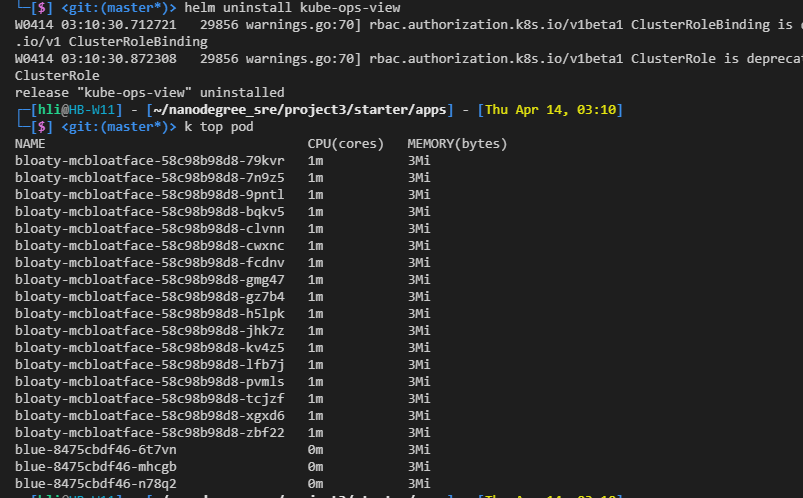 └─[$] <git:(master*)> helm uninstall kube-ops-view
W0414 03:10:30.712721   29856 warnings.go:70] rbac.authorization.k8s.io/v1beta1 ClusterRoleBinding is
.io/v1 ClusterRoleBinding
W0414 03:10:30.872308   29856 warnings.go:70] rbac.authorization.k8s.io/v1beta1 ClusterRole is depreca
ClusterRole
release "kube-ops-view" uninstalled
┌─[hli@HB-W11] - [~/nanodegree_sre/project3/starter/apps] - [Thu Apr 14, 03:10]
└─[$] <git:(master*)> k top pod
NAME                                CPU(cores)   MEMORY(bytes)
bloaty-mcbloatface-58c98b98d8-79kvr   1m           3Mi
bloaty-mcbloatface-58c98b98d8-7n9z5   1m           3Mi
bloaty-mcbloatface-58c98b98d8-9pntl   1m           3Mi
bloaty-mcbloatface-58c98b98d8-bqkv5   1m           3Mi
bloaty-mcbloatface-58c98b98d8-clvnn   1m           3Mi
bloaty-mcbloatface-58c98b98d8-cwxnc   1m           3Mi
bloaty-mcbloatface-58c98b98d8-fcdnv   1m           3Mi
bloaty-mcbloatface-58c98b98d8-gmg47   1m           3Mi
bloaty-mcbloatface-58c98b98d8-gz7b4   1m           3Mi
bloaty-mcbloatface-58c98b98d8-h5lpk   1m           3Mi
bloaty-mcbloatface-58c98b98d8-jhk7z   1m           3Mi
bloaty-mcbloatface-58c98b98d8-kv4z5   1m           3Mi
bloaty-mcbloatface-58c98b98d8-lfb7j   1m           3Mi
bloaty-mcbloatface-58c98b98d8-pvmls   1m           3Mi
bloaty-mcbloatface-58c98b98d8-tcjzf   1m           3Mi
bloaty-mcbloatface-58c98b98d8-xgxd6   1m           3Mi
bloaty-mcbloatface-58c98b98d8-zbf22   1m           3Mi
blue-8475cbdf46-6t7vn                 0m           3Mi
blue-8475cbdf46-mhcgb                 0m           3Mi
blue-8475cbdf46-n78q2                 0m           3Mi